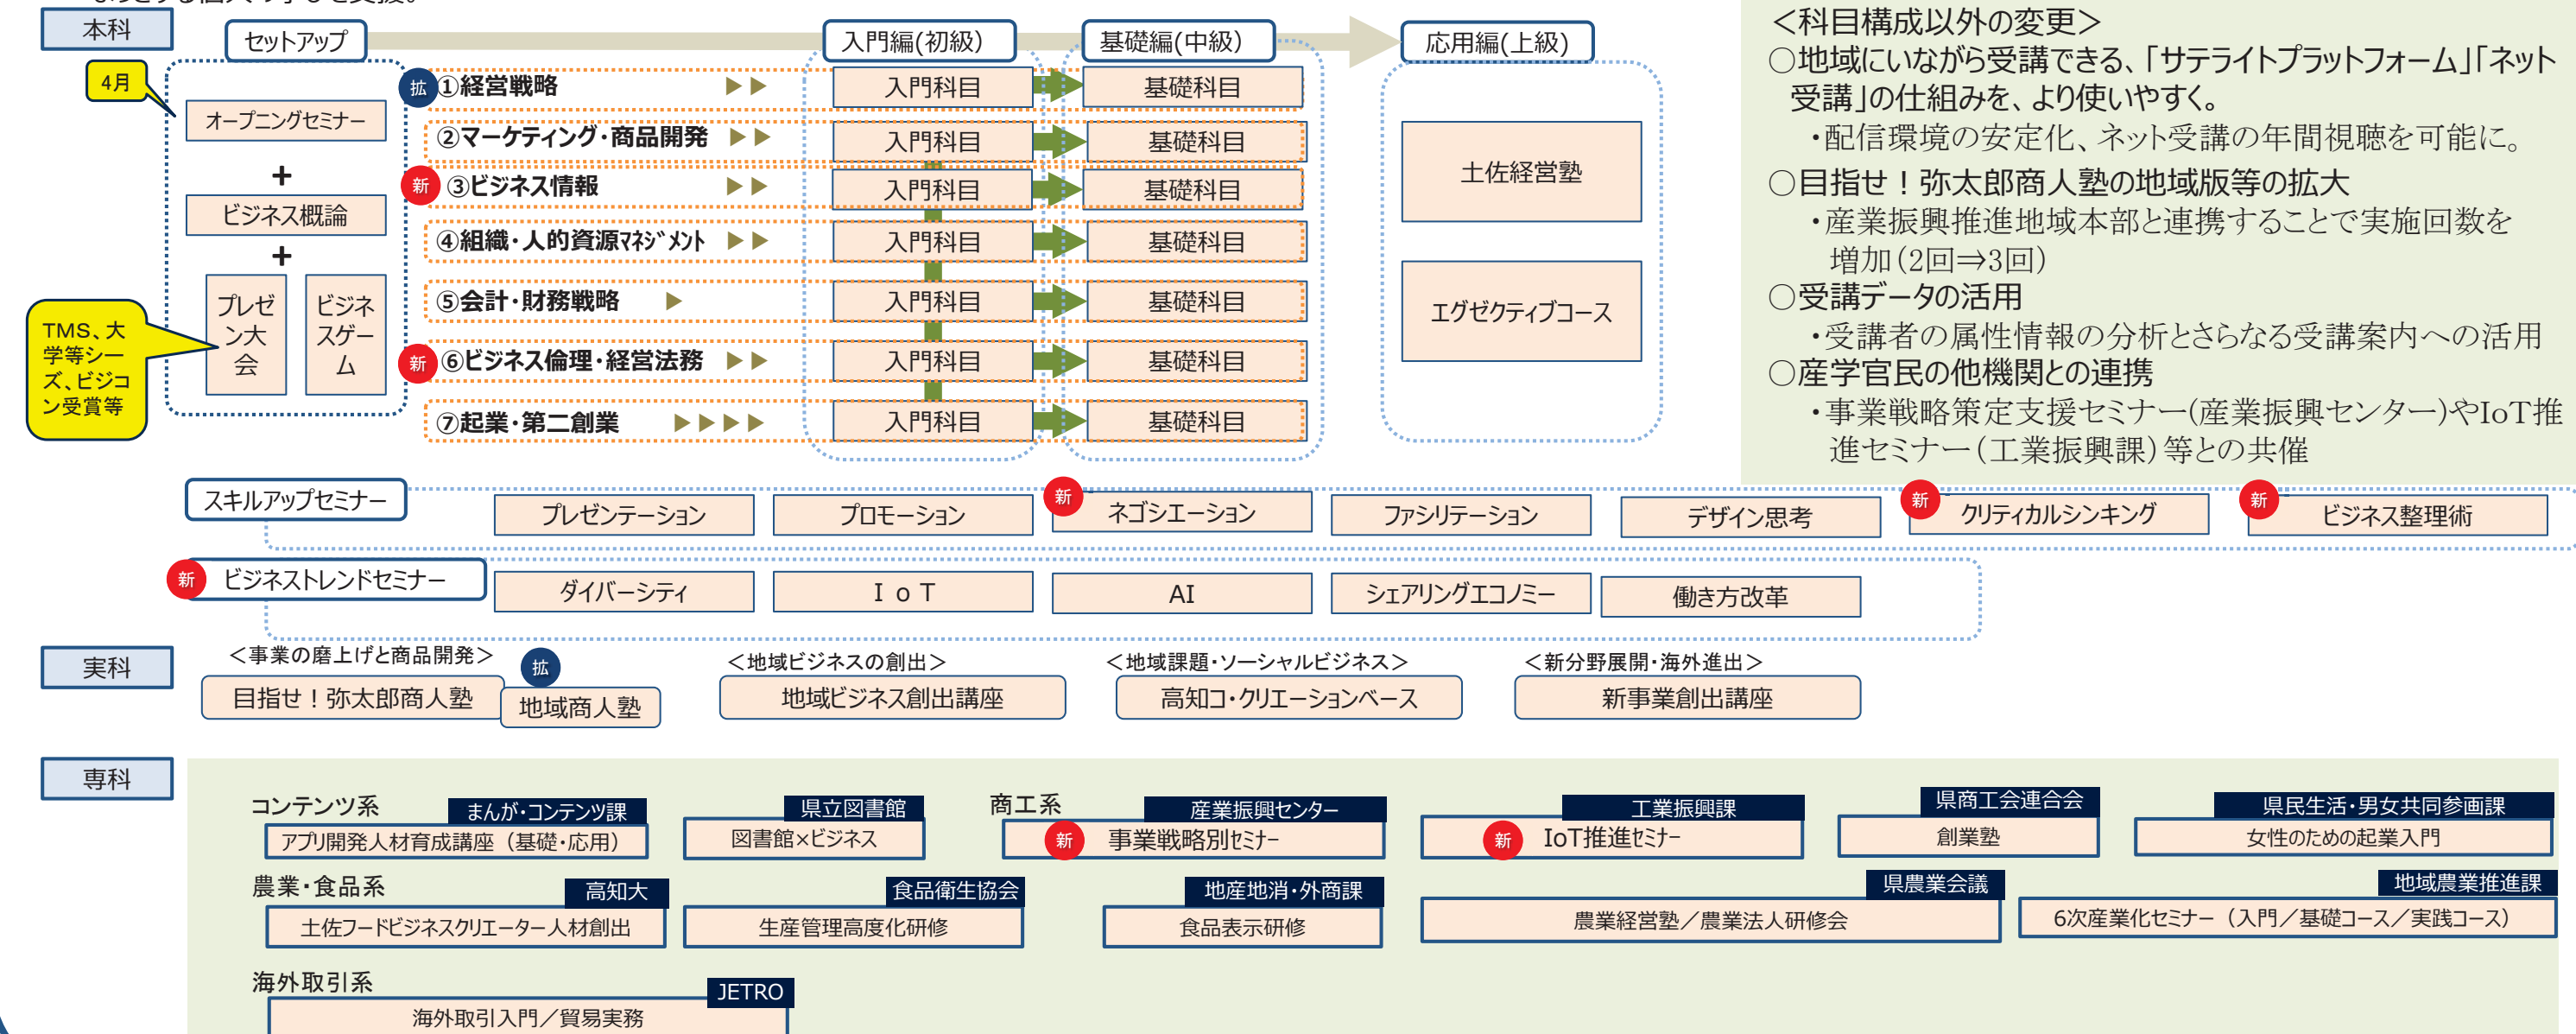 なりとする個人の学びを支援。
本科
セットアップ
入門編(初級)
基礎編(中級)
応用編(上級)
4月
オープニングセミナー
+
ビジネス概論
+
プレゼ
ン大
会
ビジネ
スゲー
ム
TMS、大
学等シー
ズ、ビジコ
ン受賞等
拡
①経営戦略
▶▶
入門科目
基礎科目
②マーケティング・商品開発
▶▶
入門科目
基礎科目
新
③ビジネス情報
▶▶
入門科目
基礎科目
④組織・人的資源マネジメント
▶▶
入門科目
基礎科目
⑤会計・財務戦略
▶
入門科目
基礎科目
新
⑥ビジネス倫理・経営法務
▶▶
入門科目
基礎科目
⑦起業・第二創業
▶▶▶▶
入門科目
基礎科目
土佐経営塾
エグゼクティブコース
<科目構成以外の変更>
○地域にいながら受講できる、「サテライトプラットフォーム」「ネット
受講」の仕組みを、より使いやすく。
・配信環境の安定化、ネット受講の年間視聴を可能に。
○目指せ！弥太郎商人塾の地域版等の拡大
・産業振興推進地域本部と連携することで実施回数を
増加(2回⇒3回)
○受講データの活用
・受講者の属性情報の分析とさらなる受講案内への活用
○産学官民の他機関との連携
・事業戦略策定支援セミナー(産業振興センター)やIoT推
進セミナー(工業振興課)等との共催
スキルアップセミナー
プレゼンテーション
プロモーション
新
ネゴシエーション
ファシリテーション
デザイン思考
新
クリティカルシンキング
新
ビジネス整理術
新
ビジネストレンドセミナー
ダイバーシティ
IoT
AI
シェアリングエコノミー
働き方改革
実科
<事業の磨上げと商品開発>
目指せ！弥太郎商人塾
拡
地域商人塾
<地域ビジネスの創出>
地域ビジネス創出講座
<地域課題・ソーシャルビジネス>
高知コ・クリエーションベース
<新分野展開・海外進出>
新事業創出講座
専科
コンテンツ系
まんが・コンテンツ課
アプリ開発人材育成講座（基礎・応用）
県立図書館
図書館×ビジネス
商工系
産業振興センター
新
事業戦略別セミナー
工業振興課
新
IoT推進セミナー
県商工会連合会
創業塾
県民生活・男女共同参画課
女性のための起業入門
農業・食品系
高知大
土佐フードビジネスクリエーター人材創出
食品衛生協会
生産管理高度化研修
地産地消・外商課
食品表示研修
県農業会議
農業経営塾／農業法人研修会
地域農業推進課
6次産業化セミナー（入門／基礎コース／実践コース）
海外取引系
JETRO
海外取引入門／貿易実務